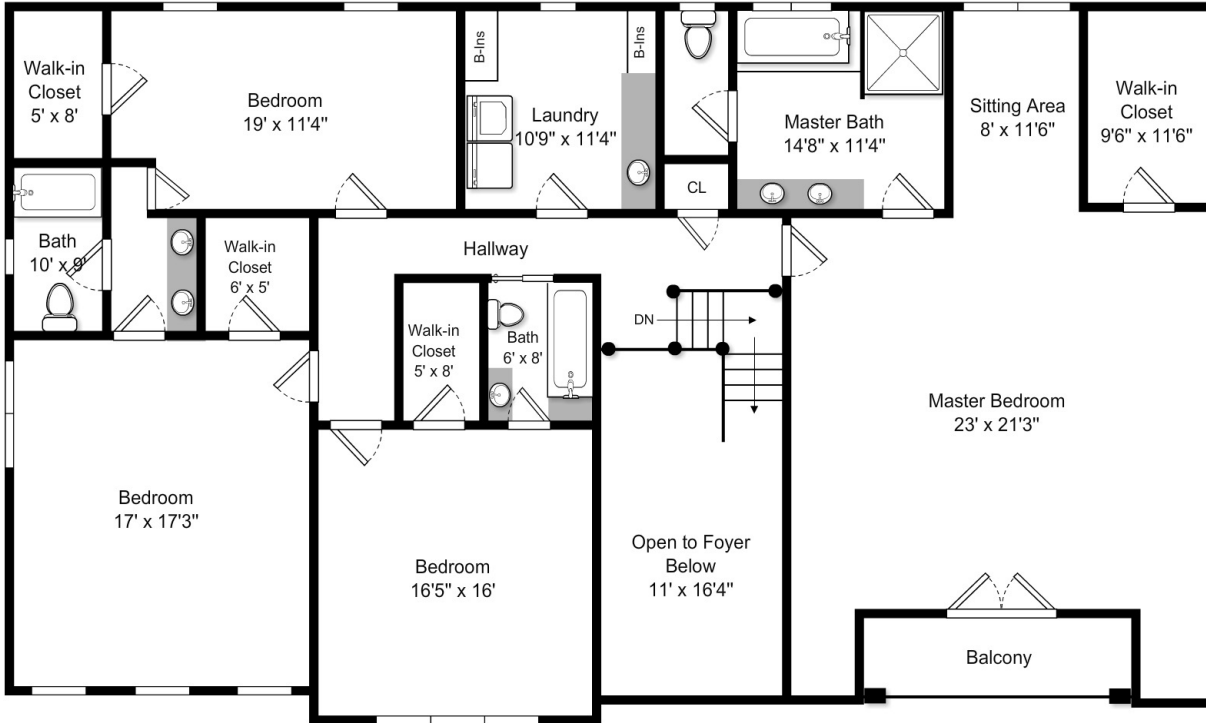 Walk-in
Closet
5' x 8'
Bedroom
19' x 11'4"
B-Ins
B-Ins
Laundry
10'9" x 11'4"
Master Bath
14'8" x 11'4"
Sitting Area
8' x 11'6"
Walk-in
Closet
9'6" x 11'6"
CL
Bath
10' x 9'
Walk-in
Closet
6' x 5'
Hallway
DN
Walk-in
Closet
5' x 8'
Bath
6' x 8'
Master Bedroom
23' x 21'3"
Bedroom
17' x 17'3"
Bedroom
16'5" x 16'
Open to Foyer
Below
11' x 16'4"
Balcony